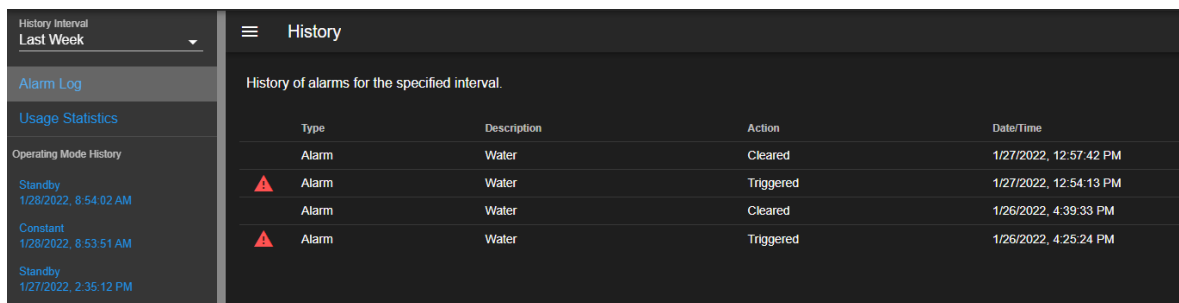 History Interval
Last Week
Alarm Log
Usage Statistics
Operating Mode History
Standby
1/28/2022, 8:54:02 AM
Constant
1/28/2022, 8:53:51 AM
Standby
1/27/2022, 2:35:12 PM
History
History of alarms for the specified interval.
Type Description Action Date/Time
Alarm Water Cleared 1/27/2022, 12:57:42 PM
Alarm Water Triggered 1/27/2022, 12:54:13 PM
Alarm Water Cleared 1/26/2022, 4:39:33 PM
Alarm Water Triggered 1/26/2022, 4:25:24 PM